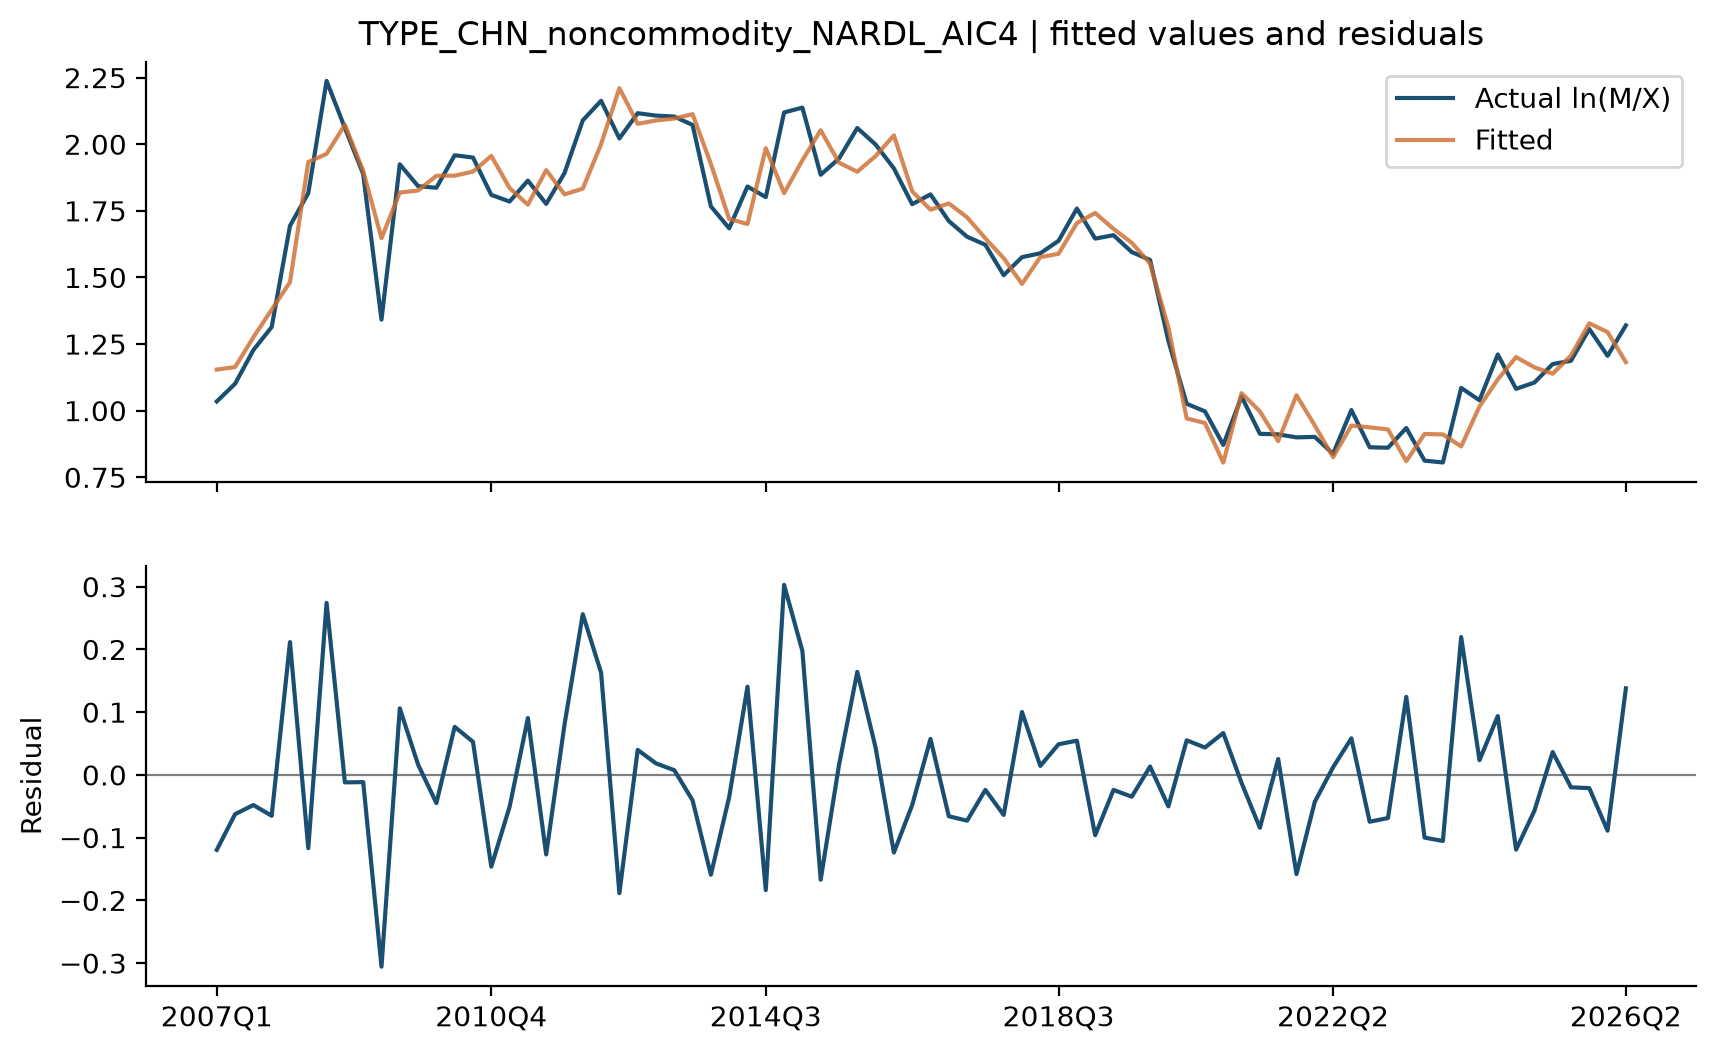 TYPE_CHN_noncommodity_NARDL_AIC4 | fitted values and residuals
2.25
2.00
1.75
1.50
1.25
1.00
0.75
Actual ln(M/X)
Fitted
Residual
0.3
0.2
0.1
0.0
−0.1
−0.2
−0.3
2007Q1 2010Q4 2014Q3 2018Q3 2022Q2 2026Q2